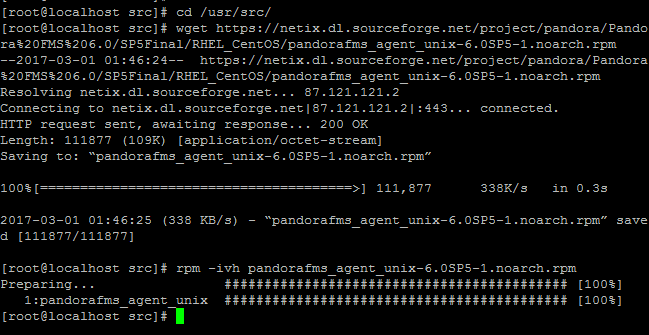 [root@localhost src]# cd /usr/src/
[root@localhost src]# wget https://netix.dl.sourceforge.net/project/pandora/Pando
ra%20FMS%206.0/SP5Final/RHEL_CentOS/pandorafms_agent_unix-6.0SP5-1.noarch.rpm
--2017-03-01 01:46:24--  https://netix.dl.sourceforge.net/project/pandora/Pandora
%20FMS%206.0/SP5Final/RHEL_CentOS/pandorafms_agent_unix-6.0SP5-1.noarch.rpm
Resolving netix.dl.sourceforge.net... 87.121.121.2
Connecting to netix.dl.sourceforge.net|87.121.121.2|:443... connected.
HTTP request sent, awaiting response... 200 OK
Length: 111877 (109K) [application/octet-stream]
Saving to: “pandorafms_agent_unix-6.0SP5-1.noarch.rpm”
100%[========================================>] 111,877      338K/s   in 0.3s
2017-03-01 01:46:25 (338 KB/s) - “pandorafms_agent_unix-6.0SP5-1.noarch.rpm” save
d [111877/111877]
[root@localhost src]# rpm -ivh pandorafms_agent_unix-6.0SP5-1.noarch.rpm
Preparing...                ########################################### [100%]
   1:pandorafms_agent_unix  ########################################### [100%]
[root@localhost src]#